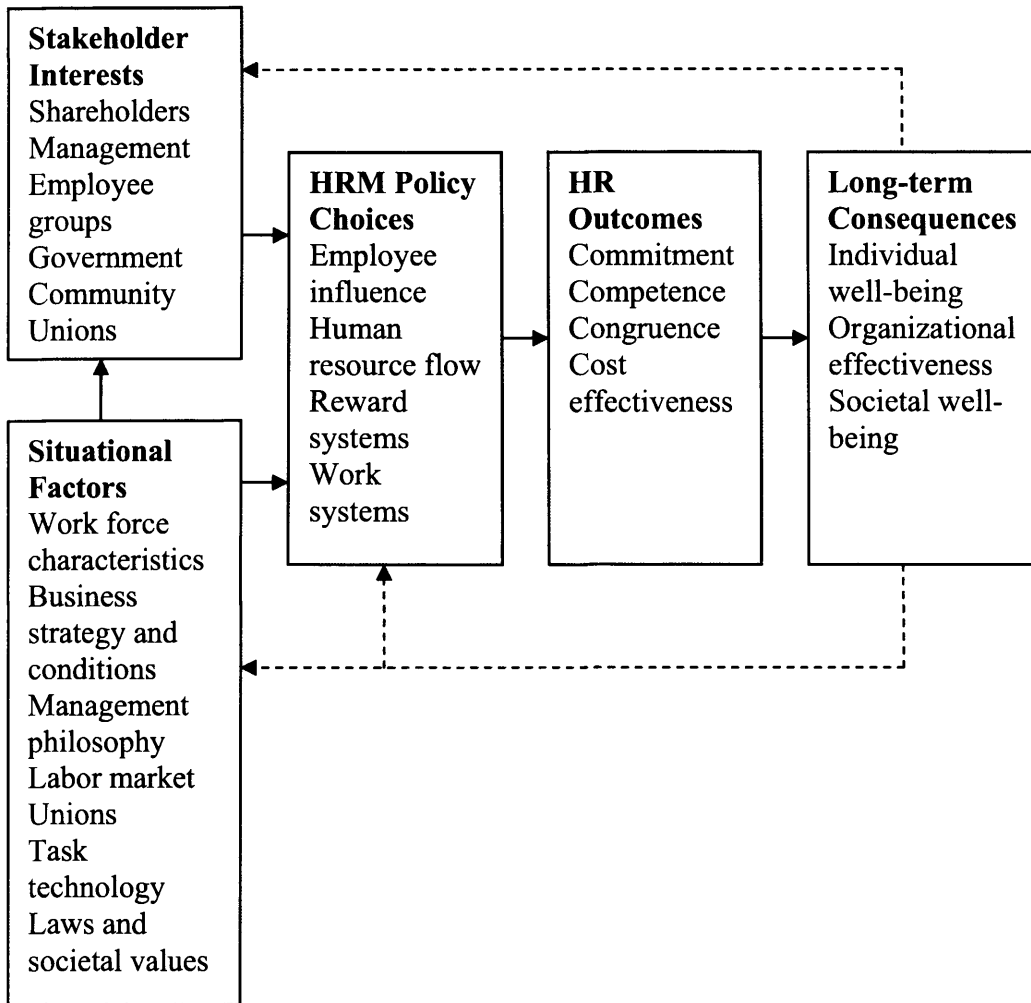 Stakeholder
Interests
Shareholders
Management
Employee
groups
Government
Community
Unions
Situational
Factors
Work force
characteristics
Business
strategy and
conditions
Management
philosophy
Labor market
Unions
Task
technology
Laws and
societal values
HRM Policy
Choices
Employee
influence
Human
resource flow
Reward
systems
Work
systems
HR
Outcomes
Commitment
Competence
Congruence
Cost
effectiveness
Long-term
Consequences
Individual
well-being
Organizational
effectiveness
Societal well-
being